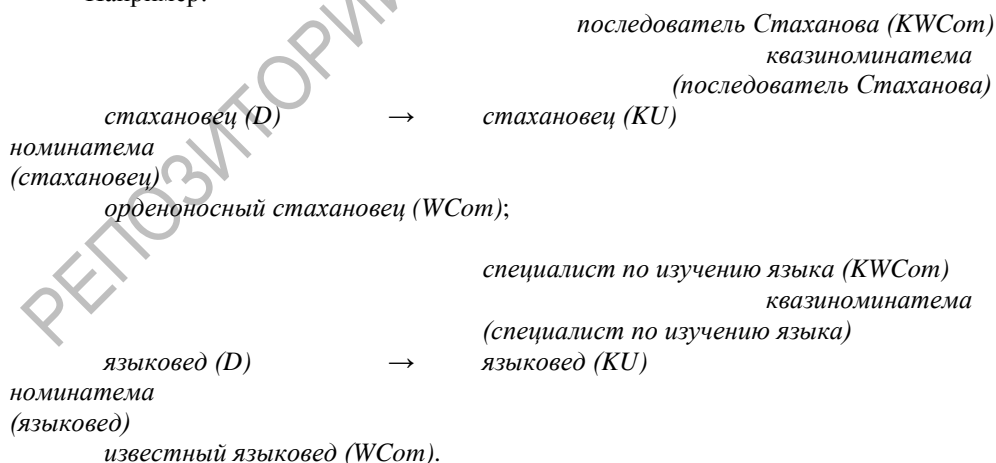 Например:
последователь Стаханова (KWCom)
квазиноминатема
(последователь Стаханова)
стахановец (D) → стахановец (KU)
номинатема
(стахановец)
орденоносный стахановец (WCom);
специалист по изучению языка (KWCom)
квазиноминатема
(специалист по изучению языка)
языковед (D) → языковед (KU)
номинатема
(языковед)
известный языковед (WCom).